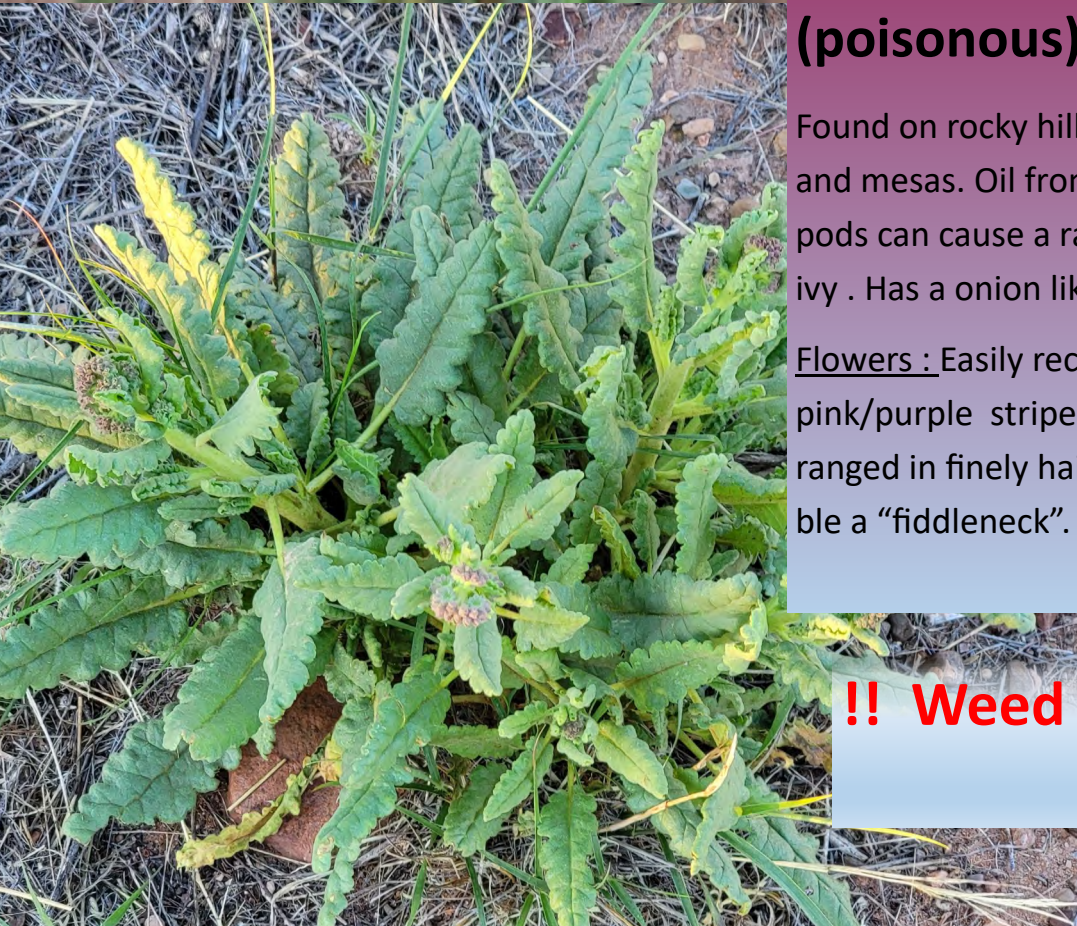 (poisonous)
Found on rocky hill
and mesas. Oil from
pods can cause a ra
ivy . Has a onion lik
Flowers : Easily rec
pink/purple stripe
ranged in finely ha
ble a “fiddleneck”.
!! Weed